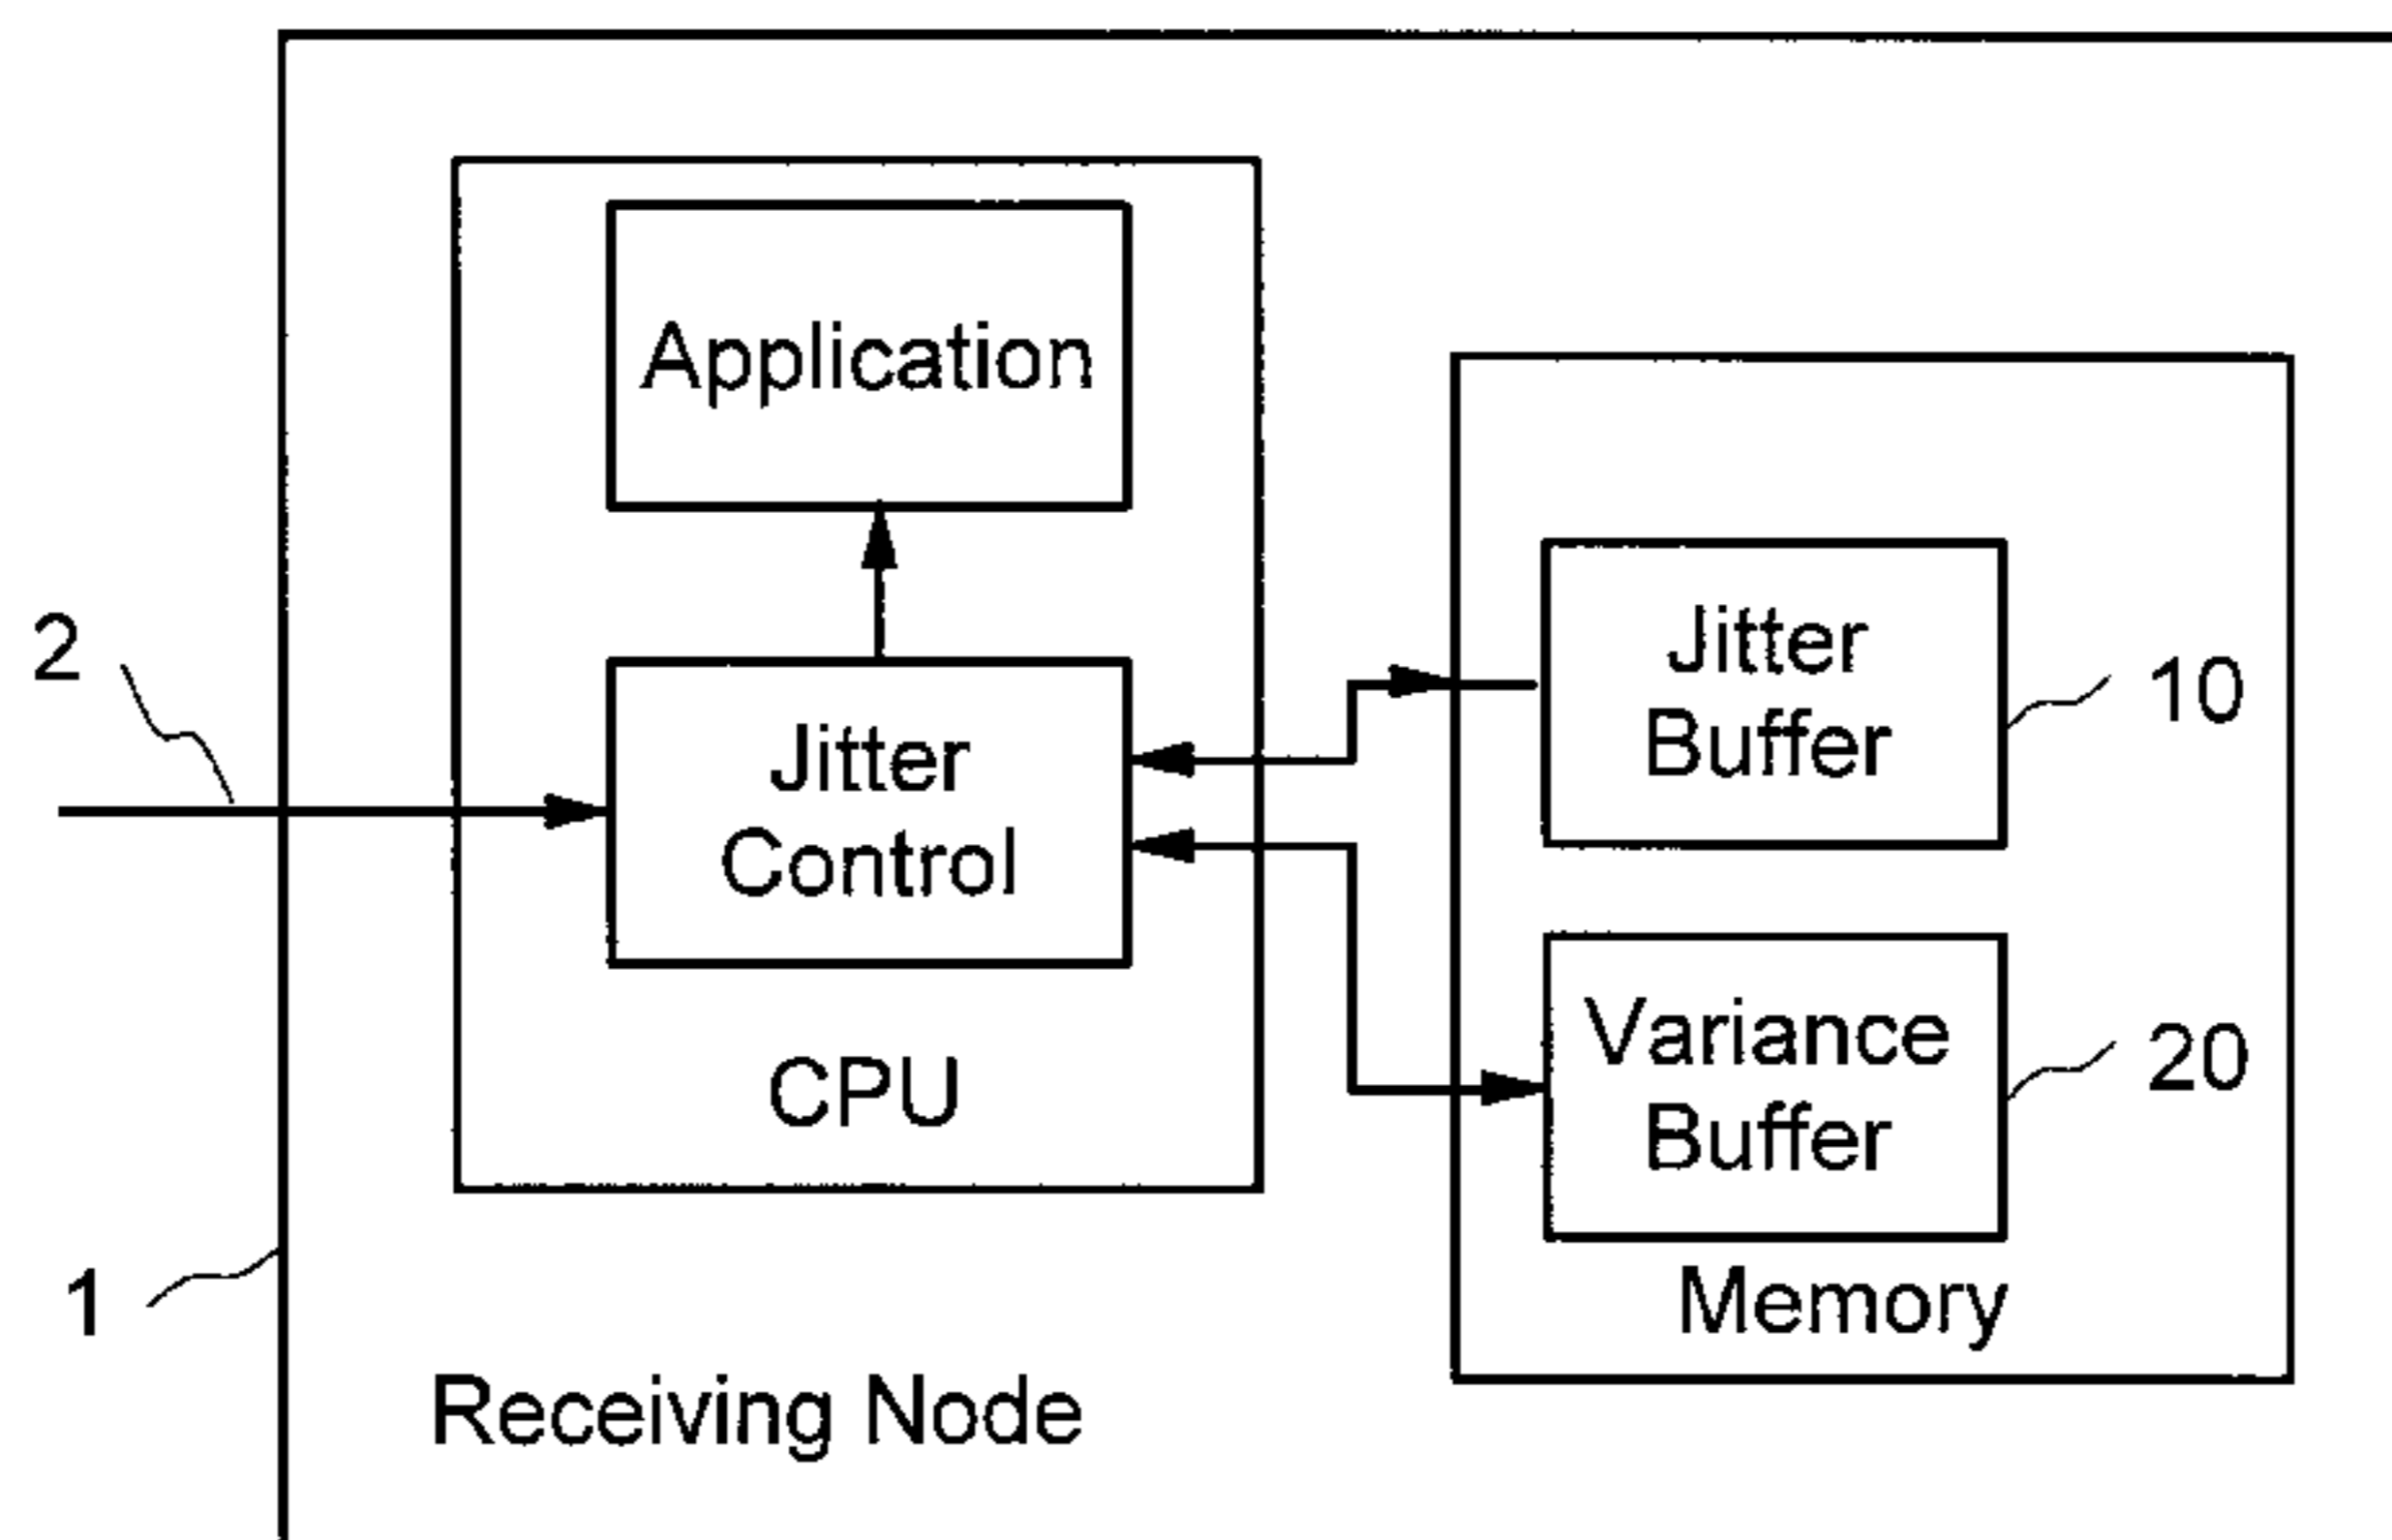 Application
2
Jitter
Control
CPU
Jitter
Buffer
10
Variance
Buffer
20
Memory
1
Receiving Node